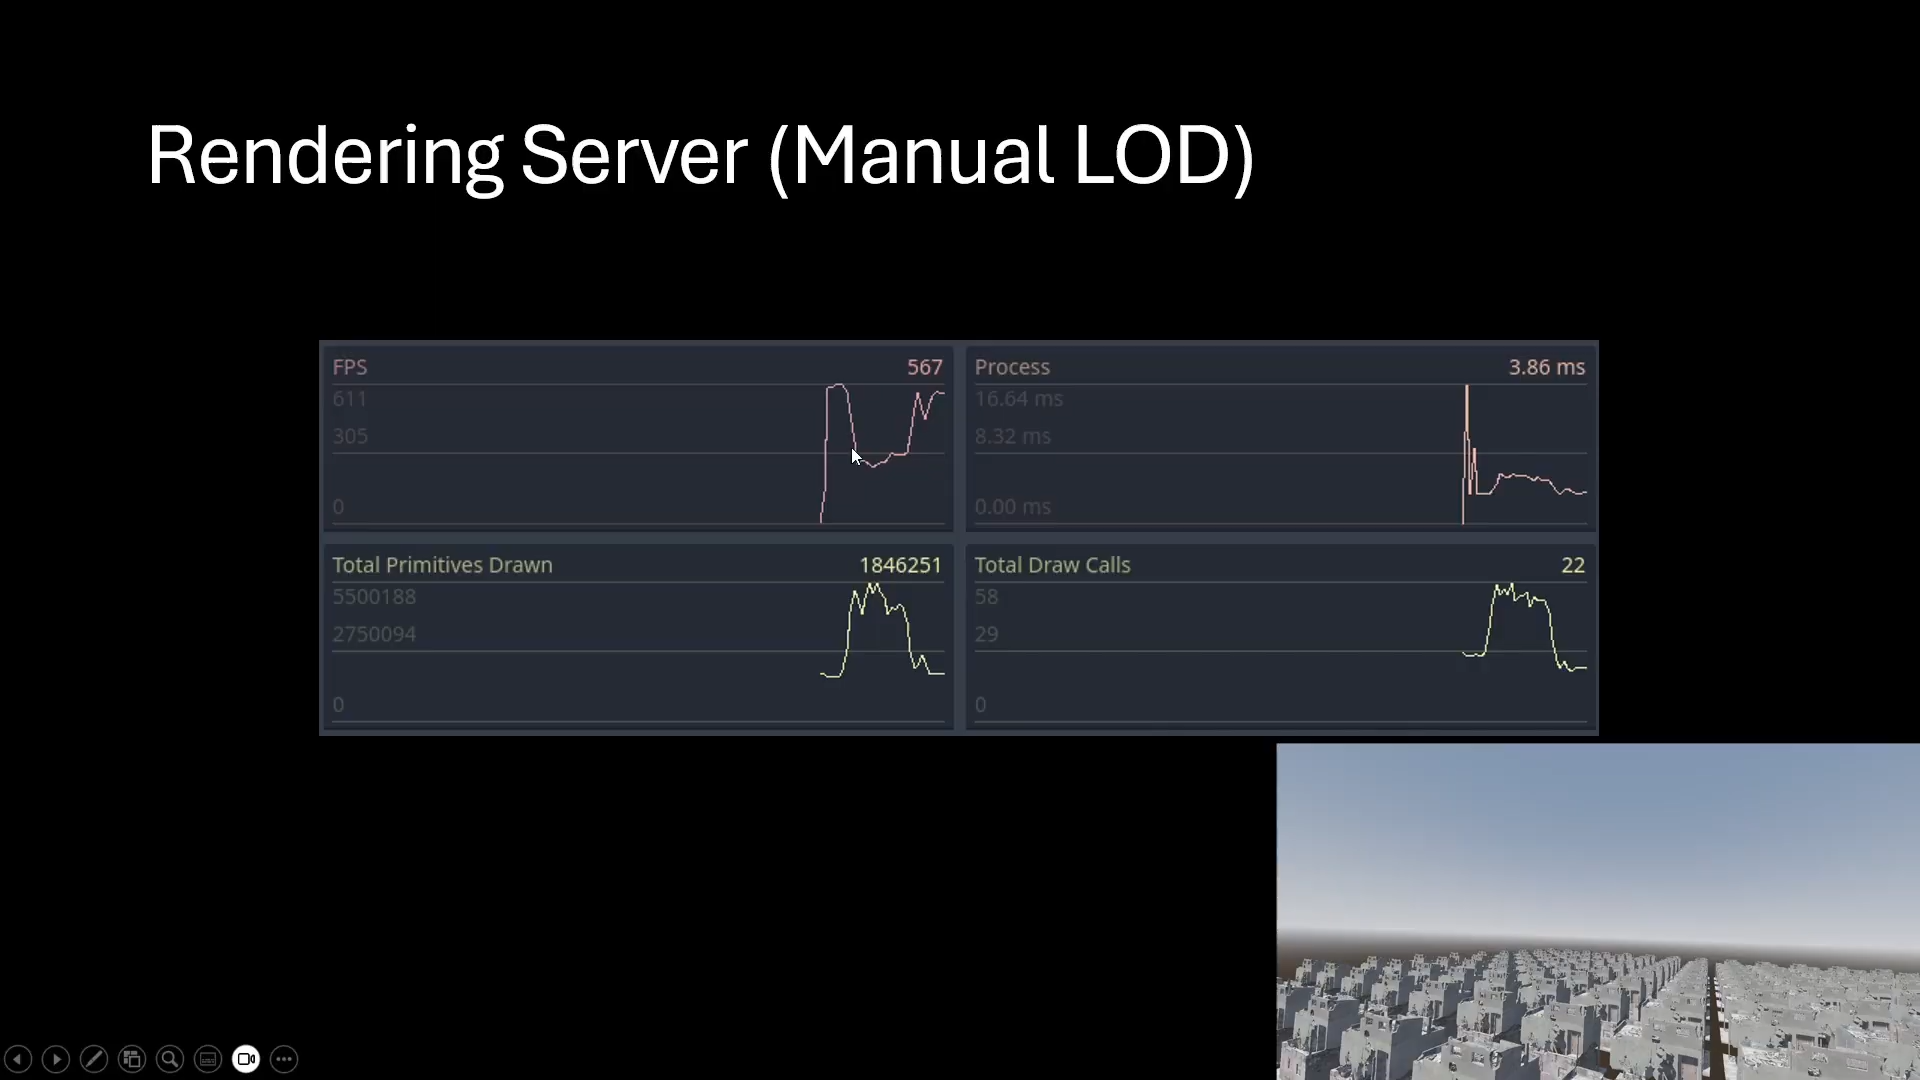 Rendering Server (Manual LOD)
FPS 567
611
305
0
Process 3.86 ms
16.64 ms
8.32 ms
0.00 ms
Total Primitives Drawn 1846251
5500188
2750094
0
Total Draw Calls 22
58
29
0